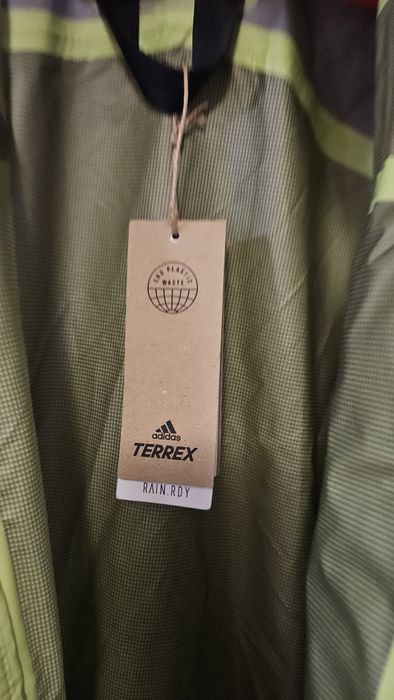 END PLASTIC
WASTE
adidas
TERREX
RAIN.RDY